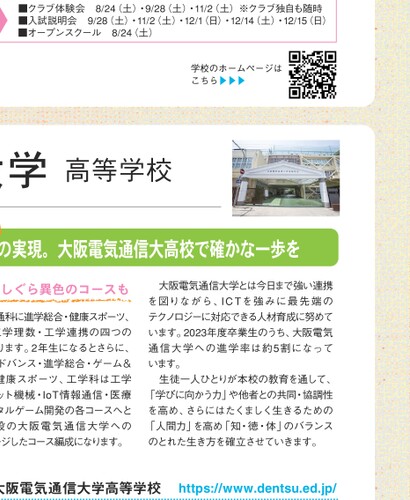 ■クラブ体験会　8/24（土）・9/28（土）・11/2（土）※クラブ独自も随時
■入試説明会　9/28（土）・11/2（土）・12/1（日）・12/14（土）・12/15（日）
■オープンスクール　8/24（土）
学校のホームページは
こちら▶▶▶
大学 高等学校
の実現。大阪電気通信大高校で確かな一歩を
しぐら異色のコースも
通科に進学総合・健康スポーツ、
工学理数・工学連携の四つの
ります。2年生になるとさらに、
ドバンス・進学総合・ゲーム＆
健康スポーツ、工学科は工学
ット機械・IoT情報通信・医療
タルゲーム開発の各コースへと
設の大阪電気通信大学への
ージしたコース編成になります。
大阪電気通信大学とは今日まで強い連携
を図りながら、ICTを強みに最先端の
テクノロジーに対応できる人材育成に努めて
います。2023年度卒業生のうち、大阪電気
通信大学への進学率は約5割になって
います。
生徒一人ひとりが本校の教育を通して、
「学びに向かう力」や他者との共同・協調性
を高め、さらにはたくましく生きるための
「人間力」を高め「知・徳・体」のバランス
のとれた生き方を確立させていきます。
大阪電気通信大学高等学校 https://www.dentsu.ed.jp/